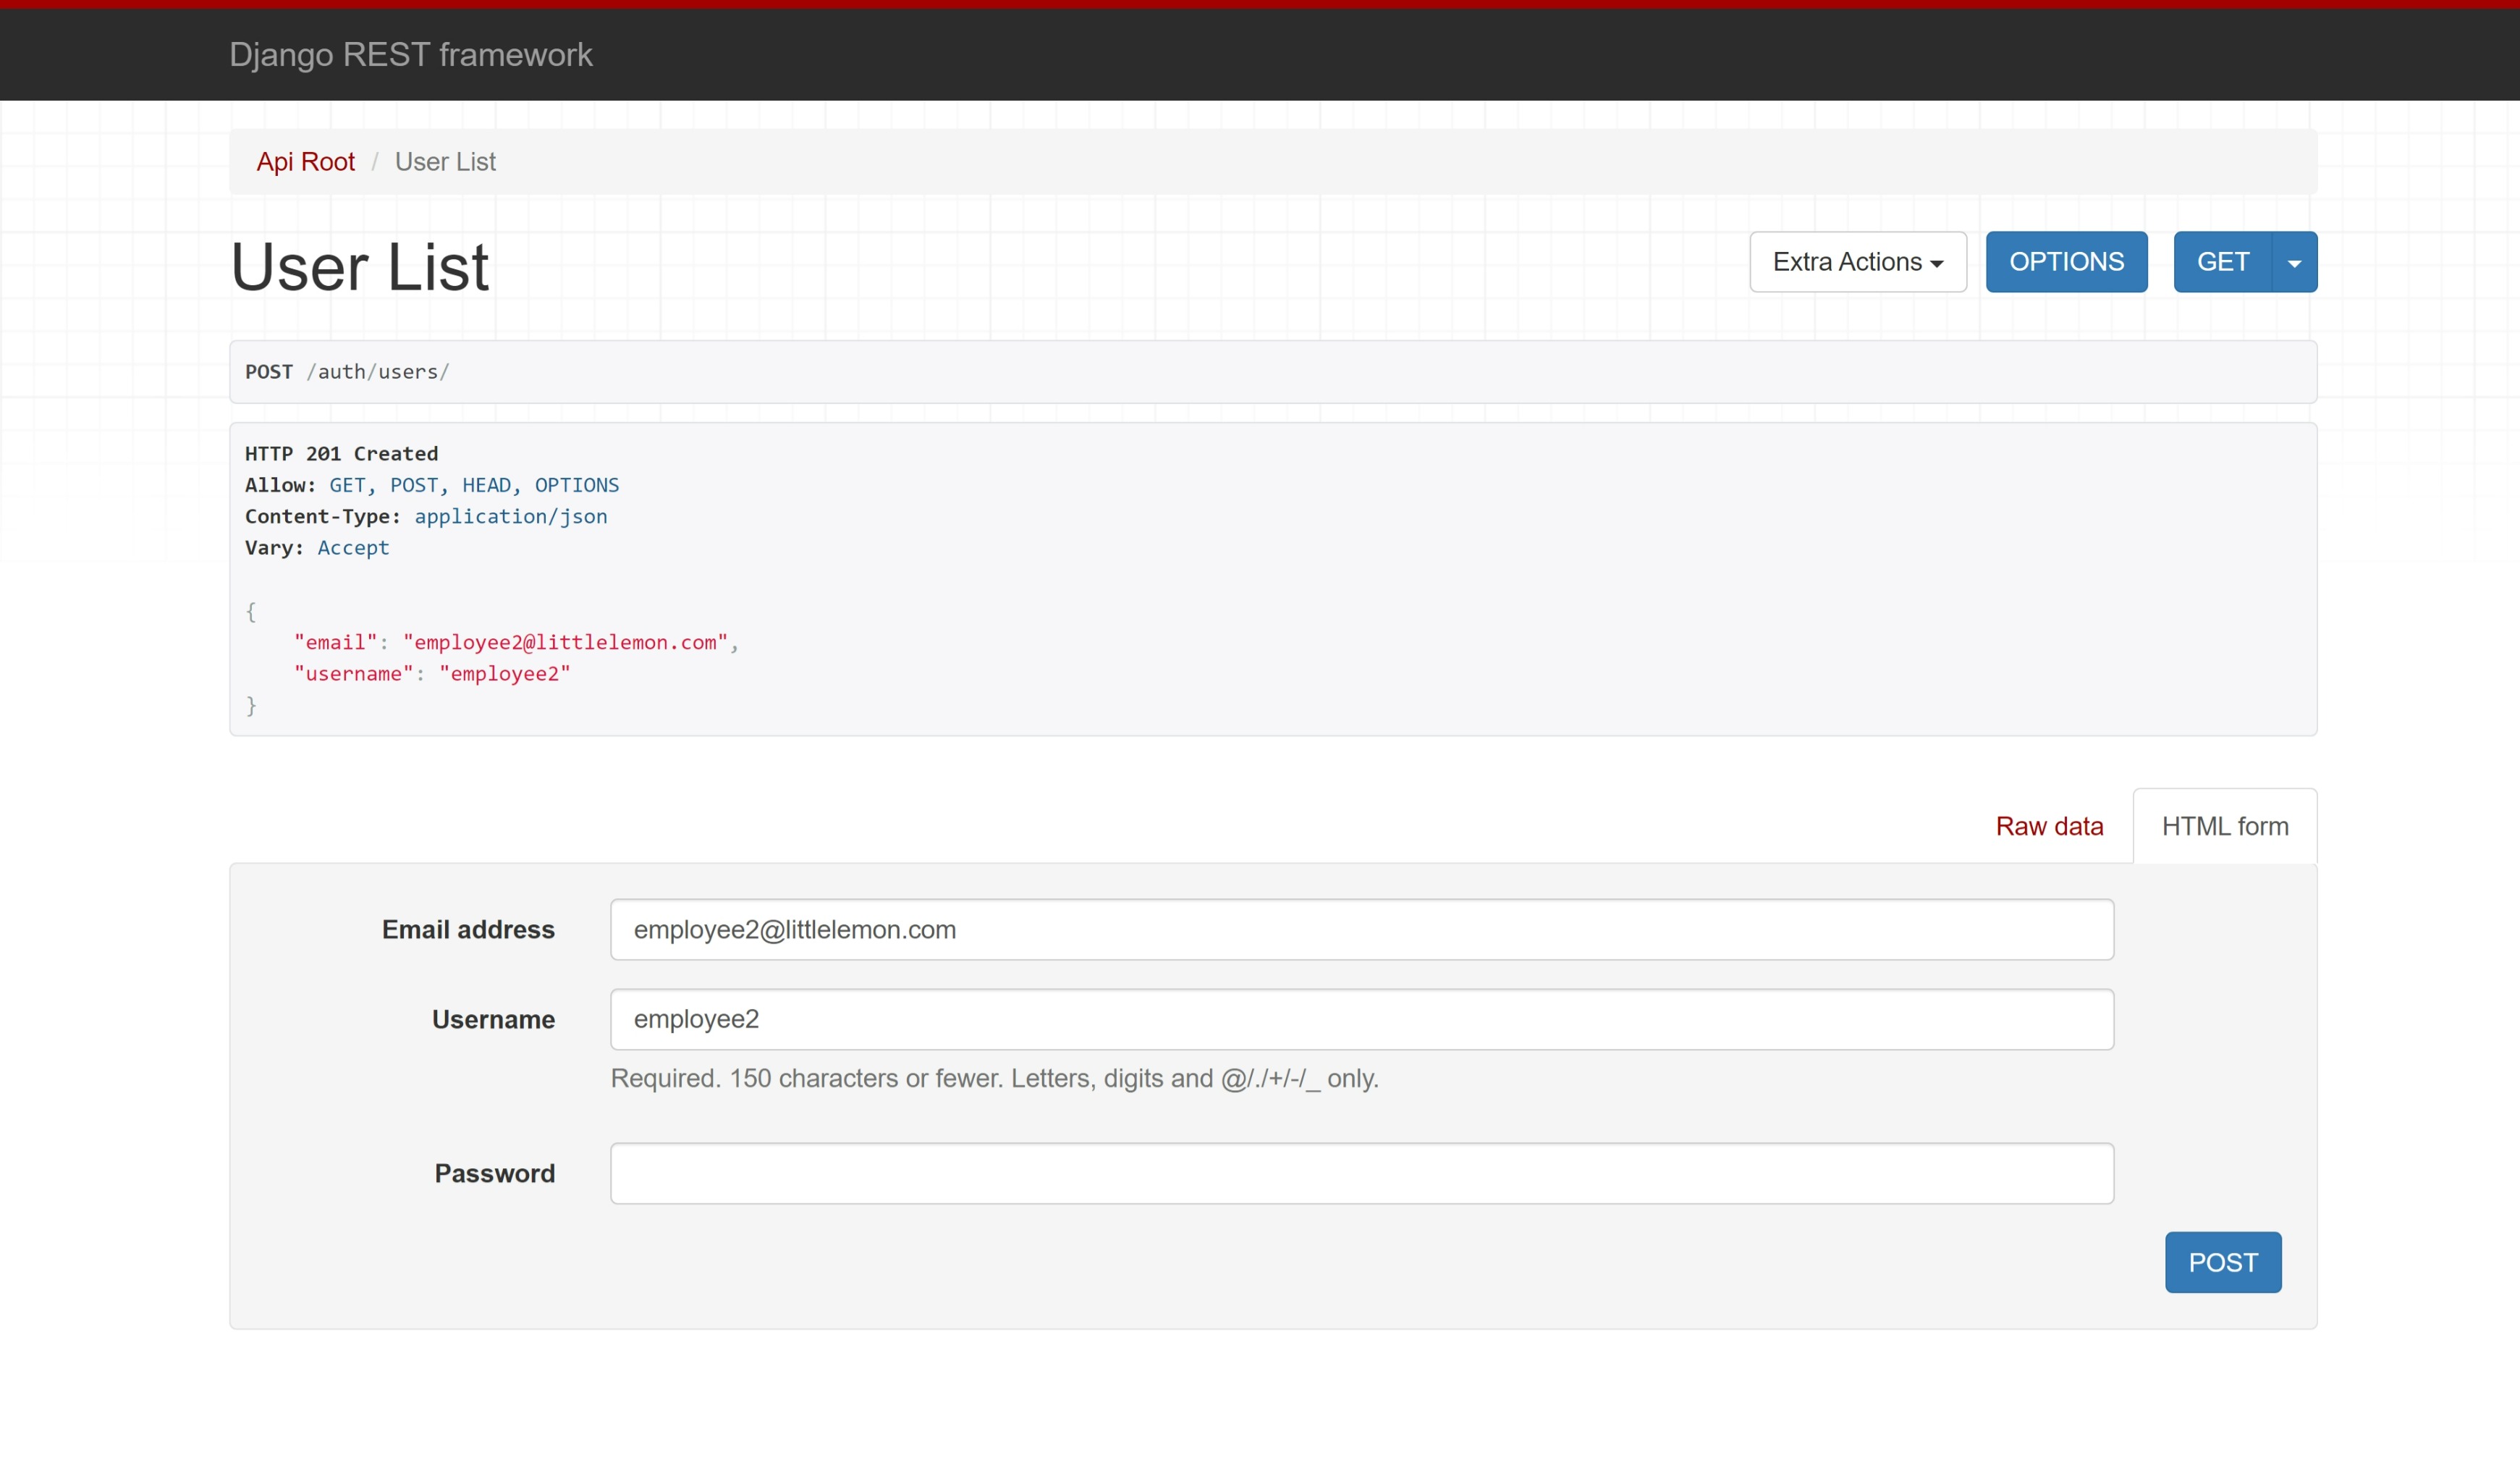 Django REST framework
Api Root / User List
User List
Extra Actions OPTIONS GET
POST /auth/users/
HTTP 201 Created
Allow: GET, POST, HEAD, OPTIONS
Content-Type: application/json
Vary: Accept
{
"email": "employee2@littlelemon.com",
"username": "employee2"
}
Raw data HTML form
Email address employee2@littlelemon.com
Username employee2
Required. 150 characters or fewer. Letters, digits and @/./+/-/_ only.
Password
POST